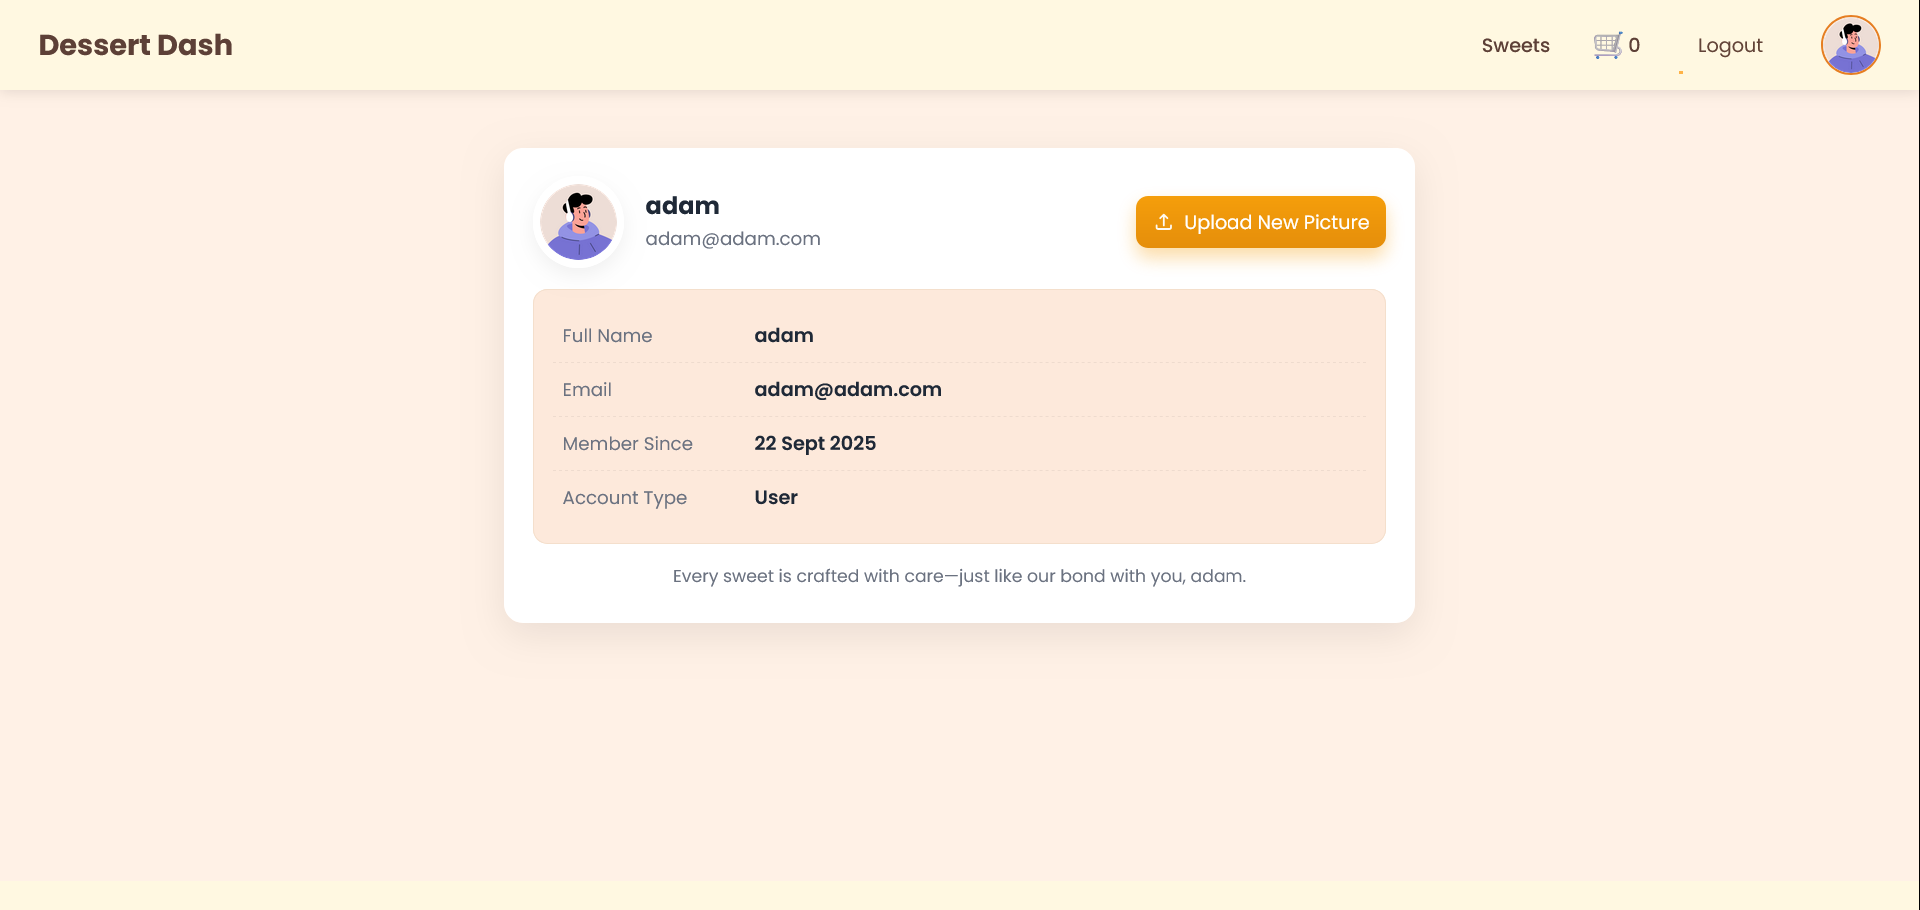 Dessert Dash
Sweets
0
Logout
adam
adam@adam.com
Upload New Picture
Full Name adam
Email adam@adam.com
Member Since 22 Sept 2025
Account Type User
Every sweet is crafted with care—just like our bond with you, adam.